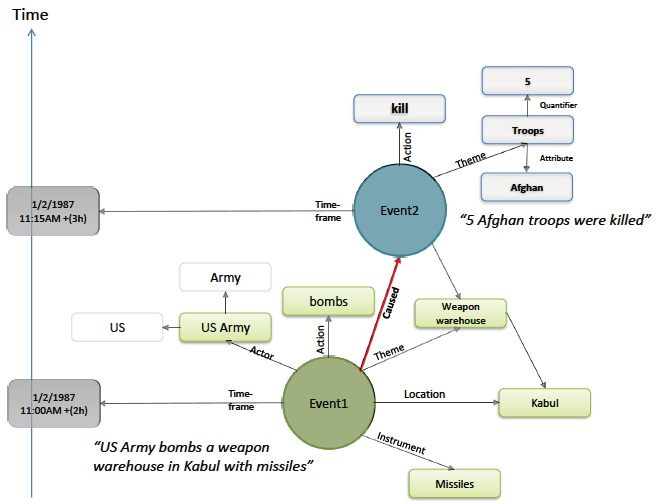 Time
5
Quantifier
kill
Troops
Action
Theme
Attribute
Afghan
1/2/1987
11:15AM +(3h)
Time-
frame
Event2
“5 Afghan troops were killed”
Army
bombs
Caused
Weapon
warehouse
US
US Army
Actor
Action
Theme
1/2/1987
11:00AM +(2h)
Time-
frame
Event1
Location
Kabul
“US Army bombs a weapon
warehouse in Kabul with missiles”
Instrument
Missiles